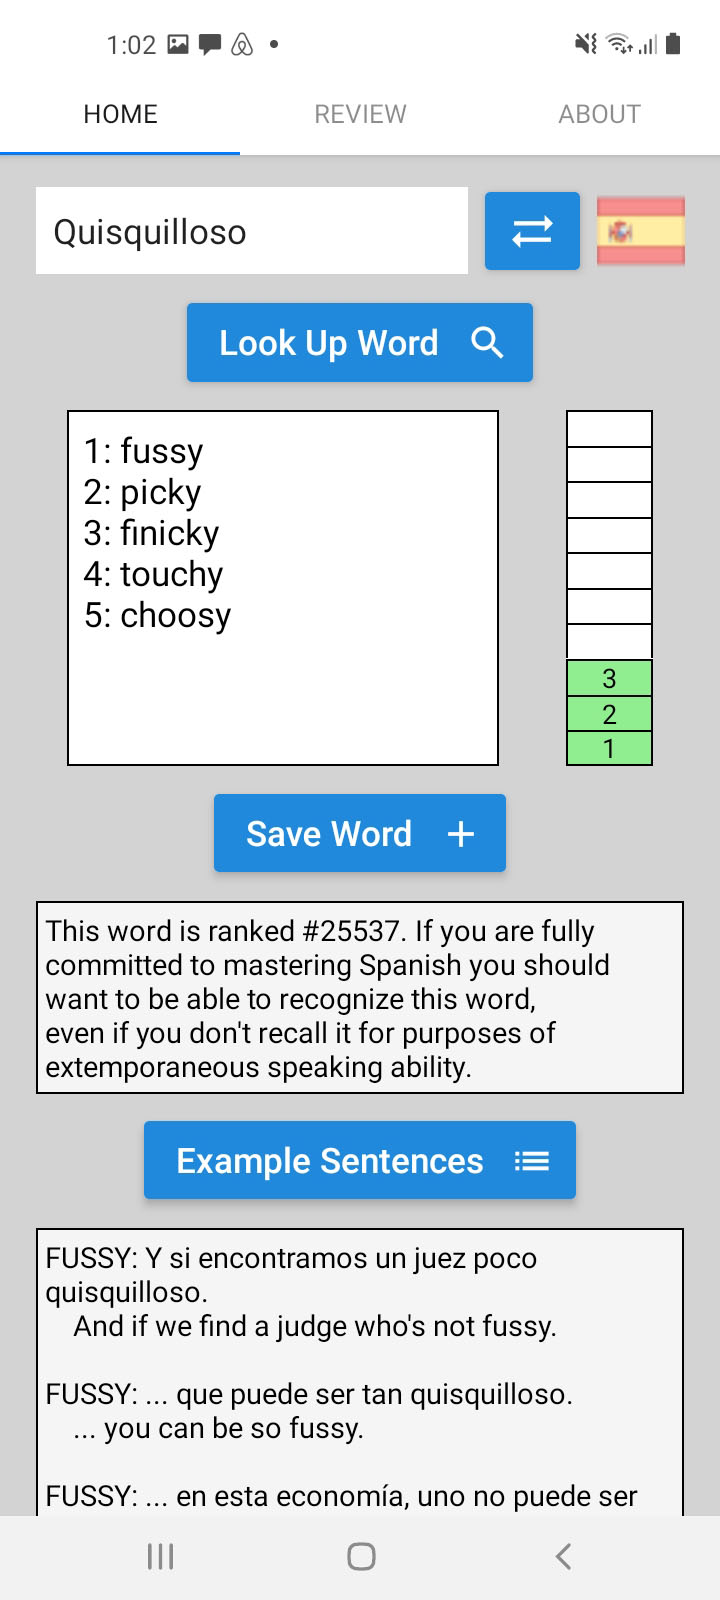 1:02
HOME REVIEW ABOUT
Quisquilloso
Look Up Word
1: fussy
2: picky
3: finicky
4: touchy
5: choosy
3
2
1
Save Word
This word is ranked #25537. If you are fully
committed to mastering Spanish you should
want to be able to recognize this word,
even if you don't recall it for purposes of
extemporaneous speaking ability.
Example Sentences
FUSSY: Y si encontramos un juez poco
quisquilloso.
And if we find a judge who's not fussy.
FUSSY: ... que puede ser tan quisquilloso.
... you can be so fussy.
FUSSY: ... en esta economía, uno no puede ser